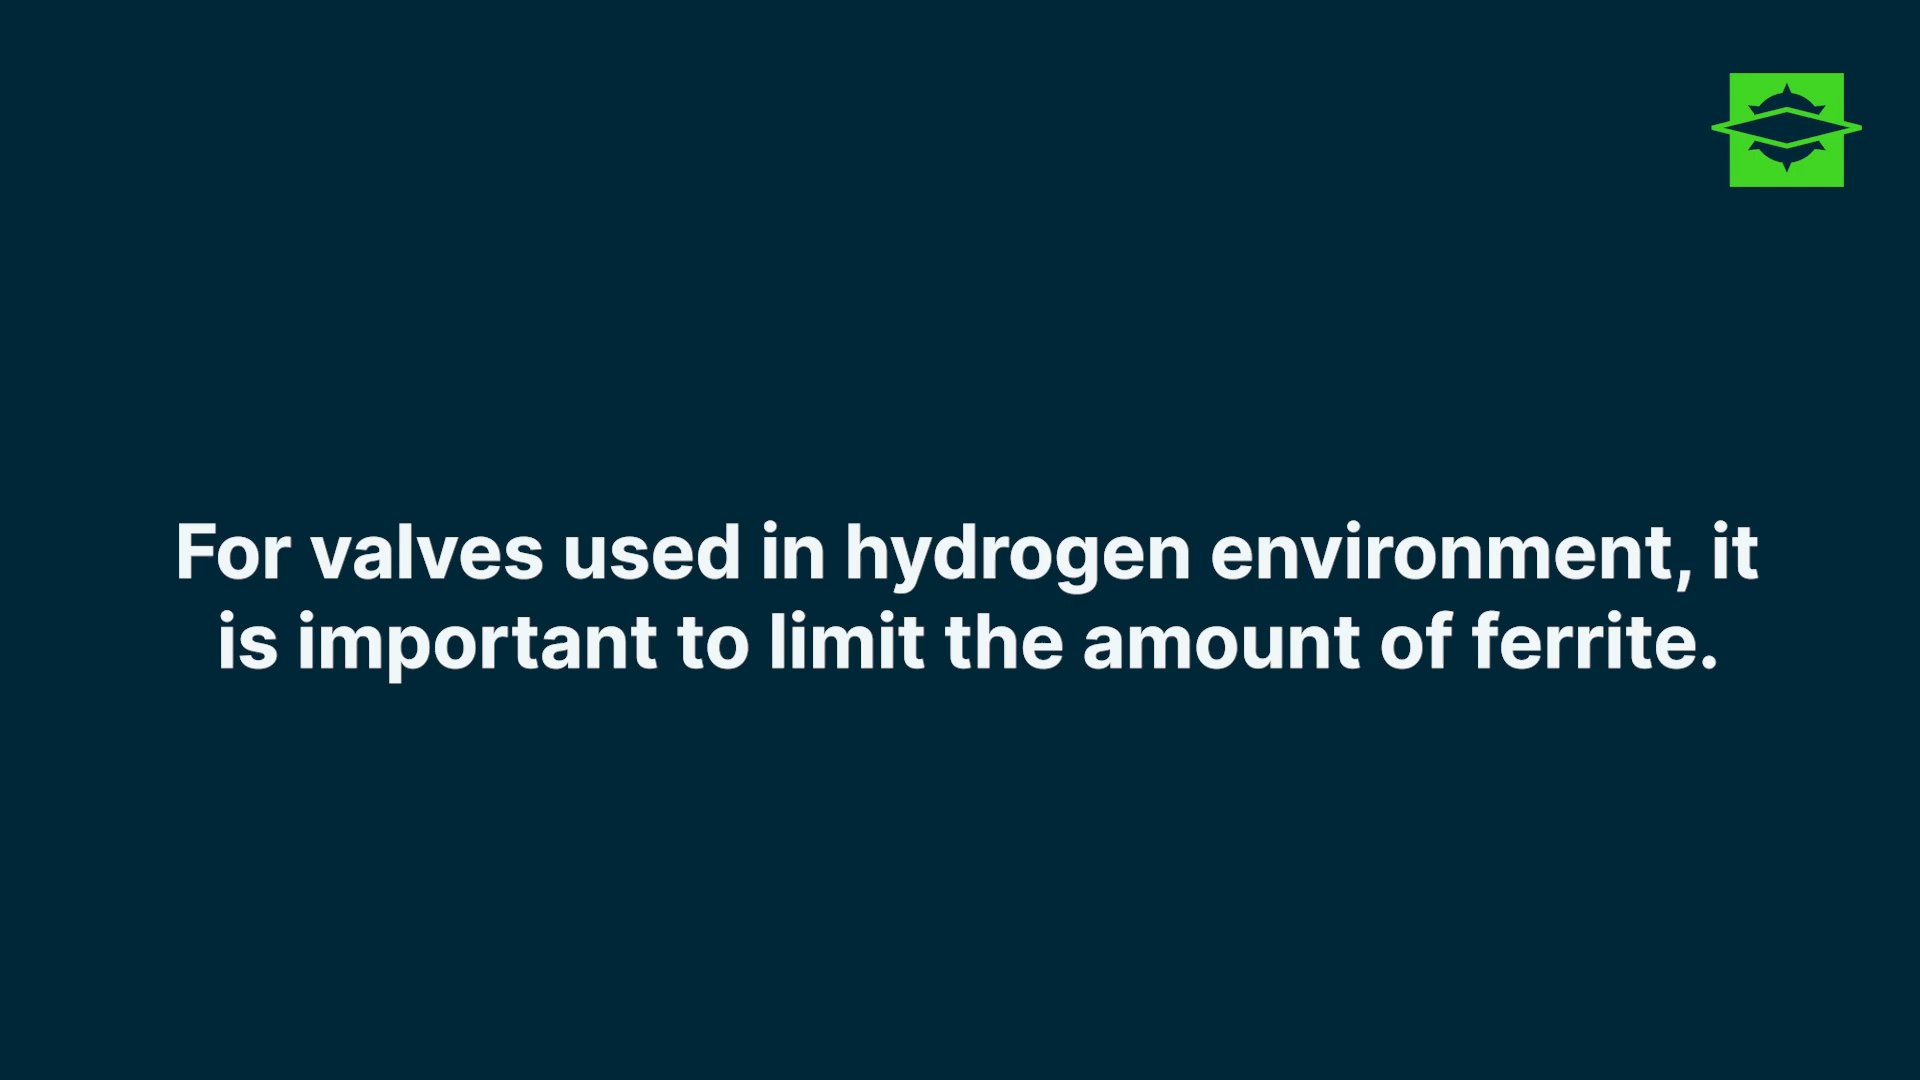 For valves used in hydrogen environment, it
is important to limit the amount of ferrite.